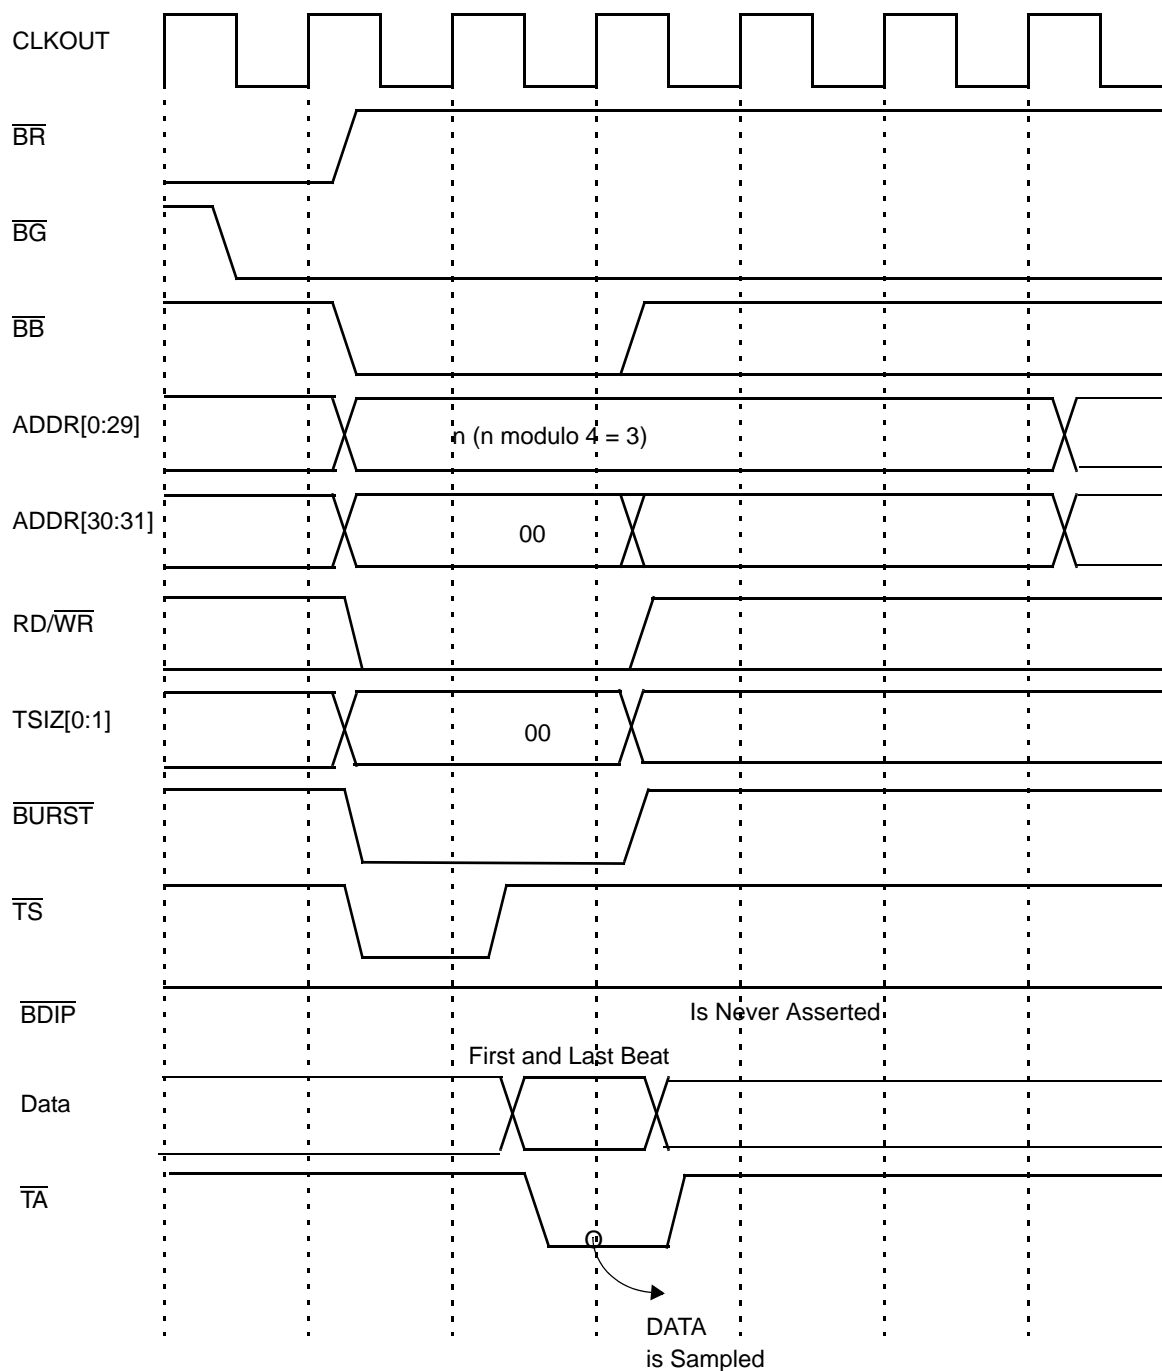 CLKOUT
BR
BG
BB
ADDR[0:29]
n (n modulo 4 = 3)
ADDR[30:31]
00
RD/WR
TSIZ[0:1]
00
BURST
TS
BDIP
Is Never Asserted
First and Last Beat
Data
TA
DATA
is Sampled